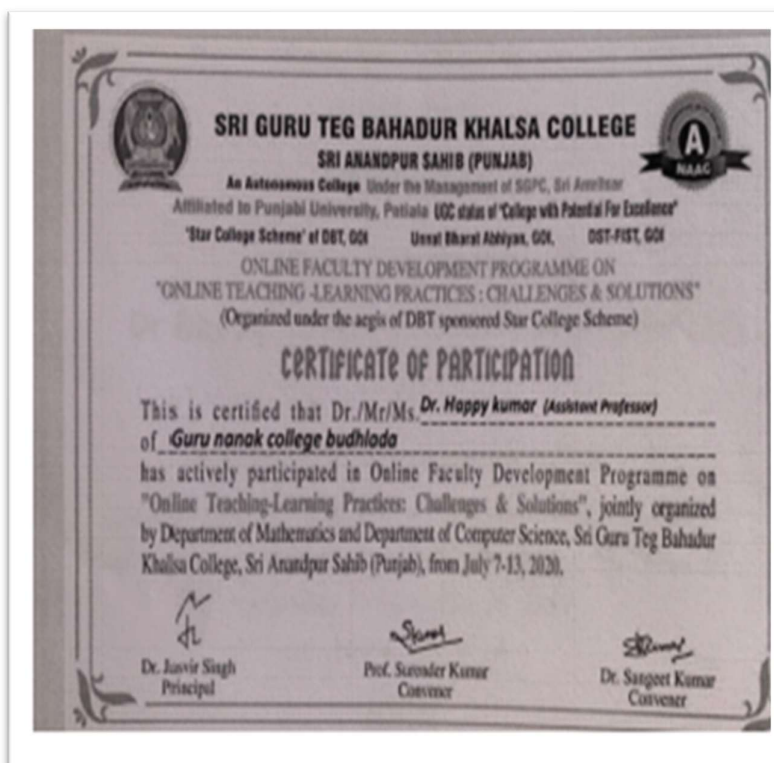 SRI GURU TEG BAHADUR KHALSA COLLEGE
A
NAAC
SRI ANANDPUR SAHIB (PUNJAB)
An Autonomous College Under the Management of SGPC, Sri Amritsar
Affiliated to Punjabi University, Patiala UGC status of 'College with Potential For Excellence'
'Star College Scheme' of DBT, GOI Unnat Bharat Abhiyan, GOI, DST-FIST, GOI
ONLINE FACULTY DEVELOPMENT PROGRAMME ON
"ONLINE TEACHING -LEARNING PRACTICES : CHALLENGES & SOLUTIONS"
(Organized under the aegis of DBT sponsored Star College Scheme)
CERTIFICATE OF PARTICIPATION
This is certified that Dr./Mr/Ms. Dr. Happy kumar (Assistant Professor)
of Guru nanak college budhlada
has actively participated in Online Faculty Development Programme on
"Online Teaching-Learning Practices: Challenges & Solutions", jointly organized
by Department of Mathematics and Department of Computer Science, Sri Guru Teg Bahadur
Khalsa College, Sri Anandpur Sahib (Punjab), from July 7-13, 2020.
Dr. Jasvir Singh
Principal
Prof. Surender Kumar
Convener
Dr. Sangeet Kumar
Convener